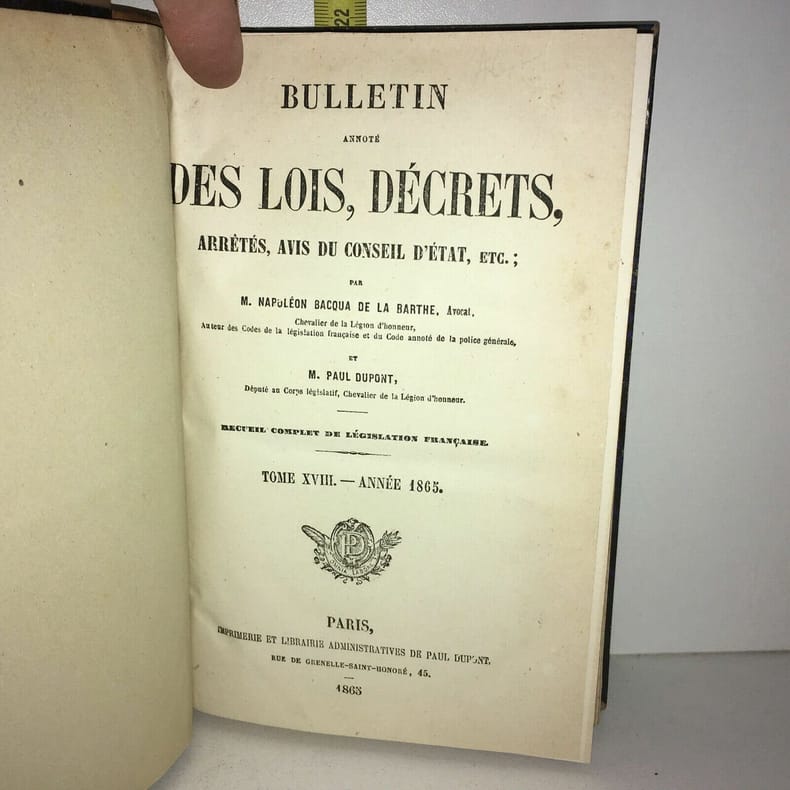 22
BULLETIN
ANNOTÉ
DES LOIS, DÉCRETS,
ARRÊTÉS, AVIS DU CONSEIL D'ÉTAT, ETC.;
PAR
M. NAPOLÉON BACQUA DE LA BARTHE, Avocat,
Chevalier de la Légion d'honneur,
Auteur des Codes de la législation française et du Code annoté de la police générale,
ET
M. PAUL DUPONT,
Député au Corps législatif, Chevalier de la Légion d'honneur.
RECUEIL COMPLET DE LÉGISLATION FRANÇAISE.
TOME XVIII. — ANNÉE 1865.
PARIS,
IMPRIMERIE ET LIBRAIRIE ADMINISTRATIVES DE PAUL DUPONT,
RUE DE GRENELLE-SAINT-HONORÉ, 45.
1865